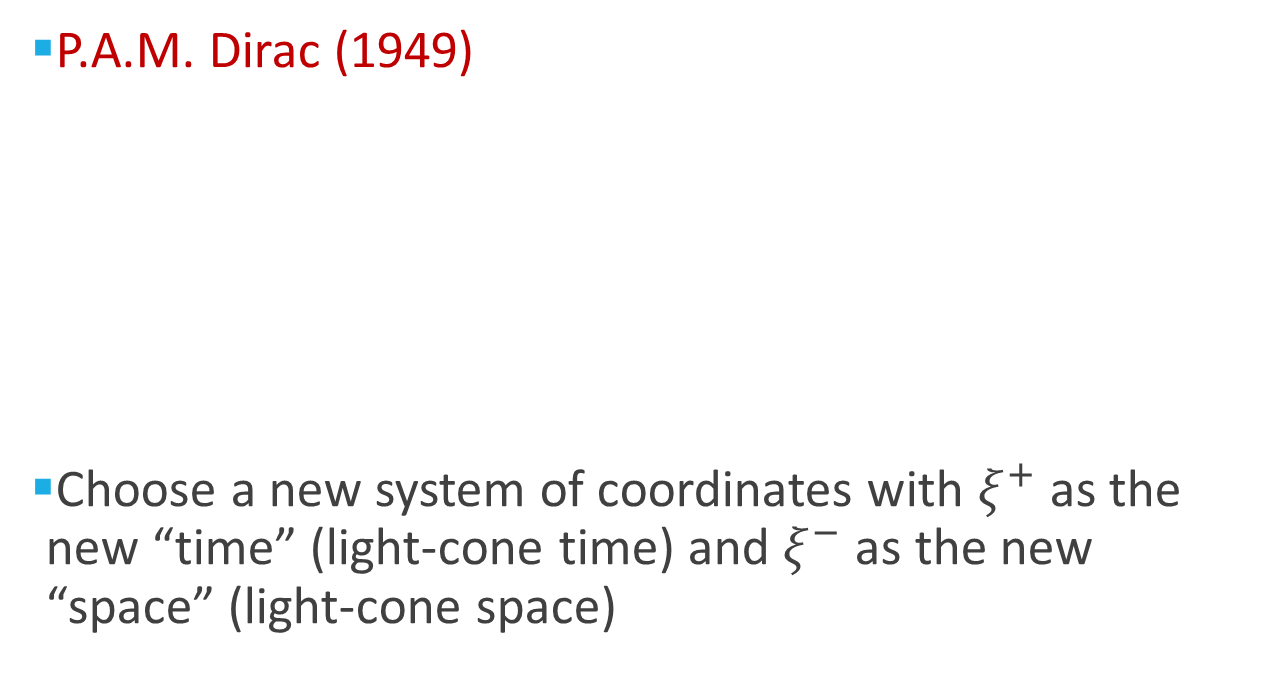 ▪P.A.M. Dirac (1949)
▪Choose a new system of coordinates with ξ⁺ as the
new “time” (light-cone time) and ξ⁻ as the new
“space” (light-cone space)